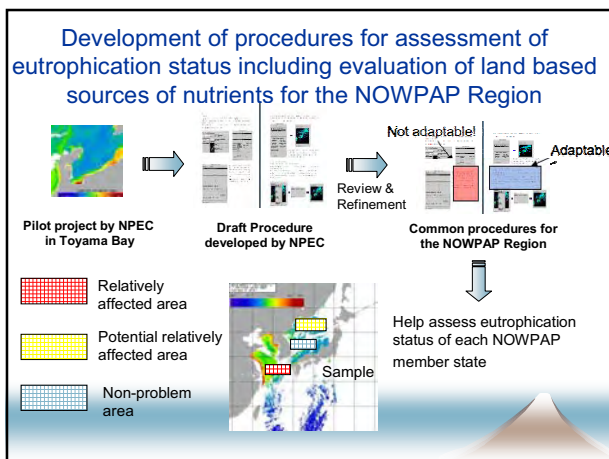 Development of procedures for assessment of
eutrophication status including evaluation of land based
sources of nutrients for the NOWPAP Region
Not adaptable!
Adaptable
Review &
Refinement
Pilot project by NPEC
in Toyama Bay
Draft Procedure
developed by NPEC
Common procedures for
the NOWPAP Region
Relatively
affected area
Potential relatively
affected area
Non-problem
area
Sample
Help assess eutrophication
status of each NOWPAP
member state